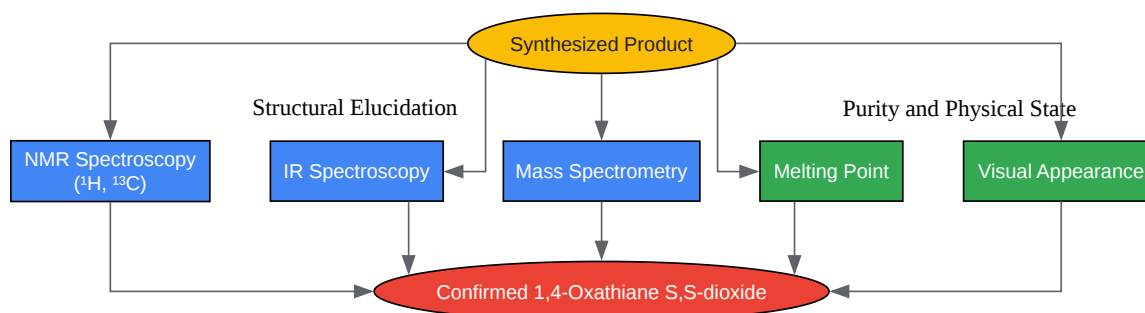 Synthesized Product
Structural Elucidation
Purity and Physical State
NMR Spectroscopy
(¹H, ¹³C)
IR Spectroscopy
Mass Spectrometry
Melting Point
Visual Appearance
Confirmed 1,4-Oxathiane S,S-dioxide